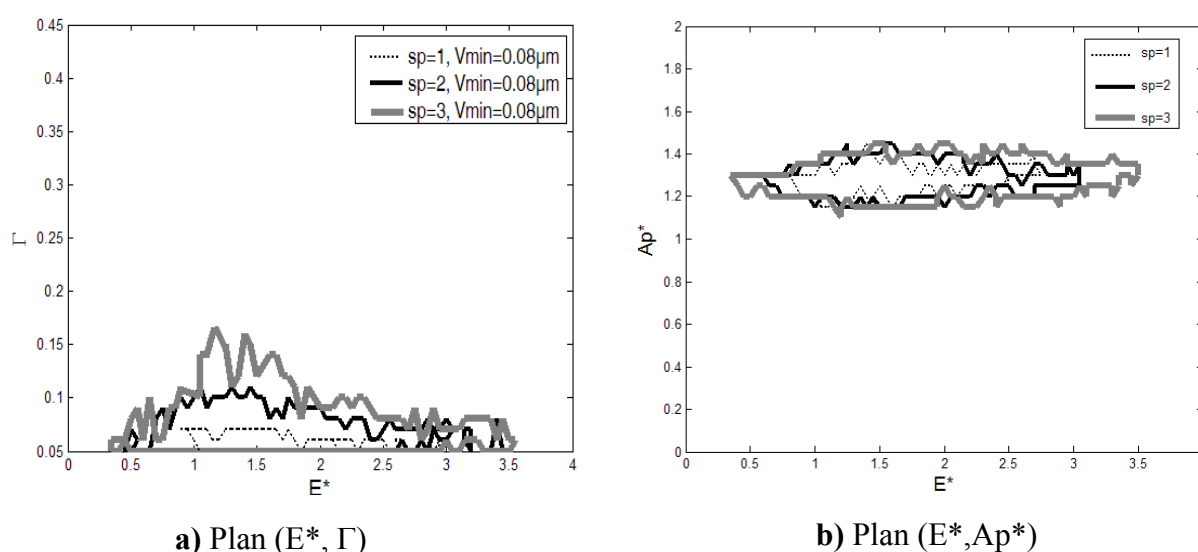 0.45
0.4
0.35
0.3
0.25
0.2
0.15
0.1
0.05
Γ
0 0.5 1 1.5 2 2.5 3 3.5 4
E*
sp=1, Vmin=0.08µm
sp=2, Vmin=0.08µm
sp=3, Vmin=0.08µm
a) Plan (E*, Γ)
2
1.8
1.6
1.4
1.2
1
0.8
0.6
0.4
0.2
0
Ap*
0 0.5 1 1.5 2 2.5 3 3.5
E*
sp=1
sp=2
sp=3
b) Plan (E*,Ap*)